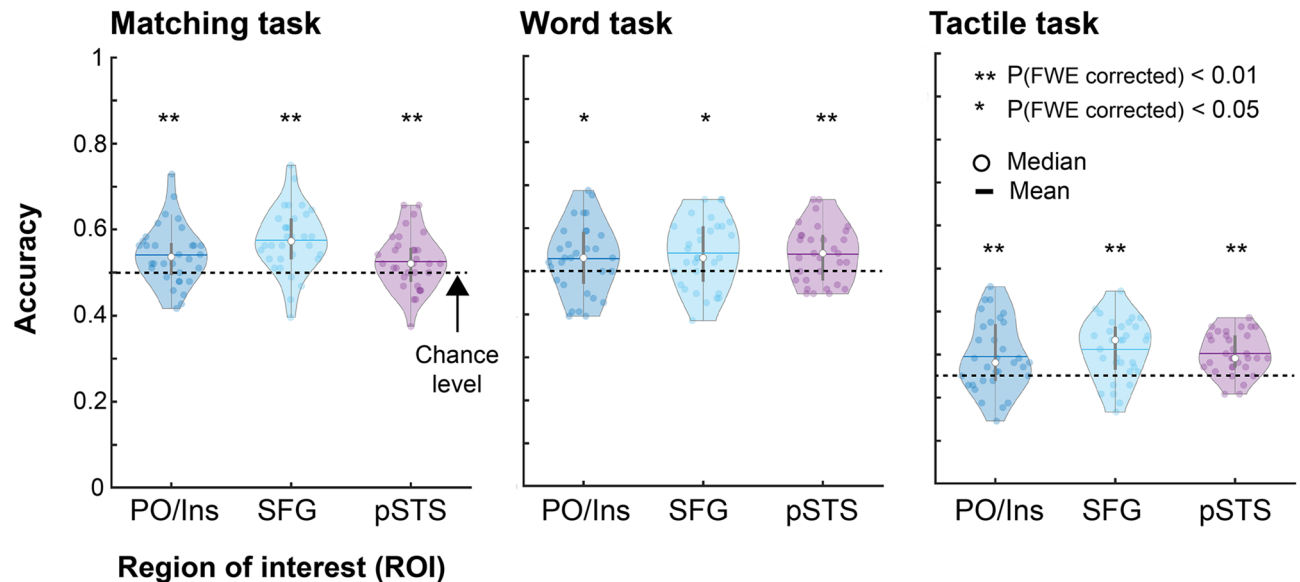 Matching task
Word task
Tactile task
Accuracy
1
0.8
0.6
0.4
0.2
0
** ** **
* * **
** ** **
** P(FWE corrected) < 0.01
* P(FWE corrected) < 0.05
Median
Mean
Chance
level
PO/Ins SFG pSTS
PO/Ins SFG pSTS
PO/Ins SFG pSTS
Region of interest (ROI)